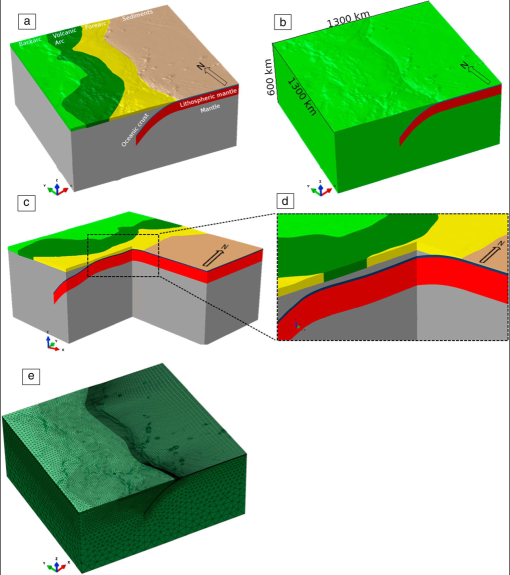 a
Backarc
Volcanic
Arc
Forearc
Sediments
N
Lithospheric mantle
Mantle
Oceanic crust
b
1300 km
1300 km
600 km
N
c
N
d
N
e